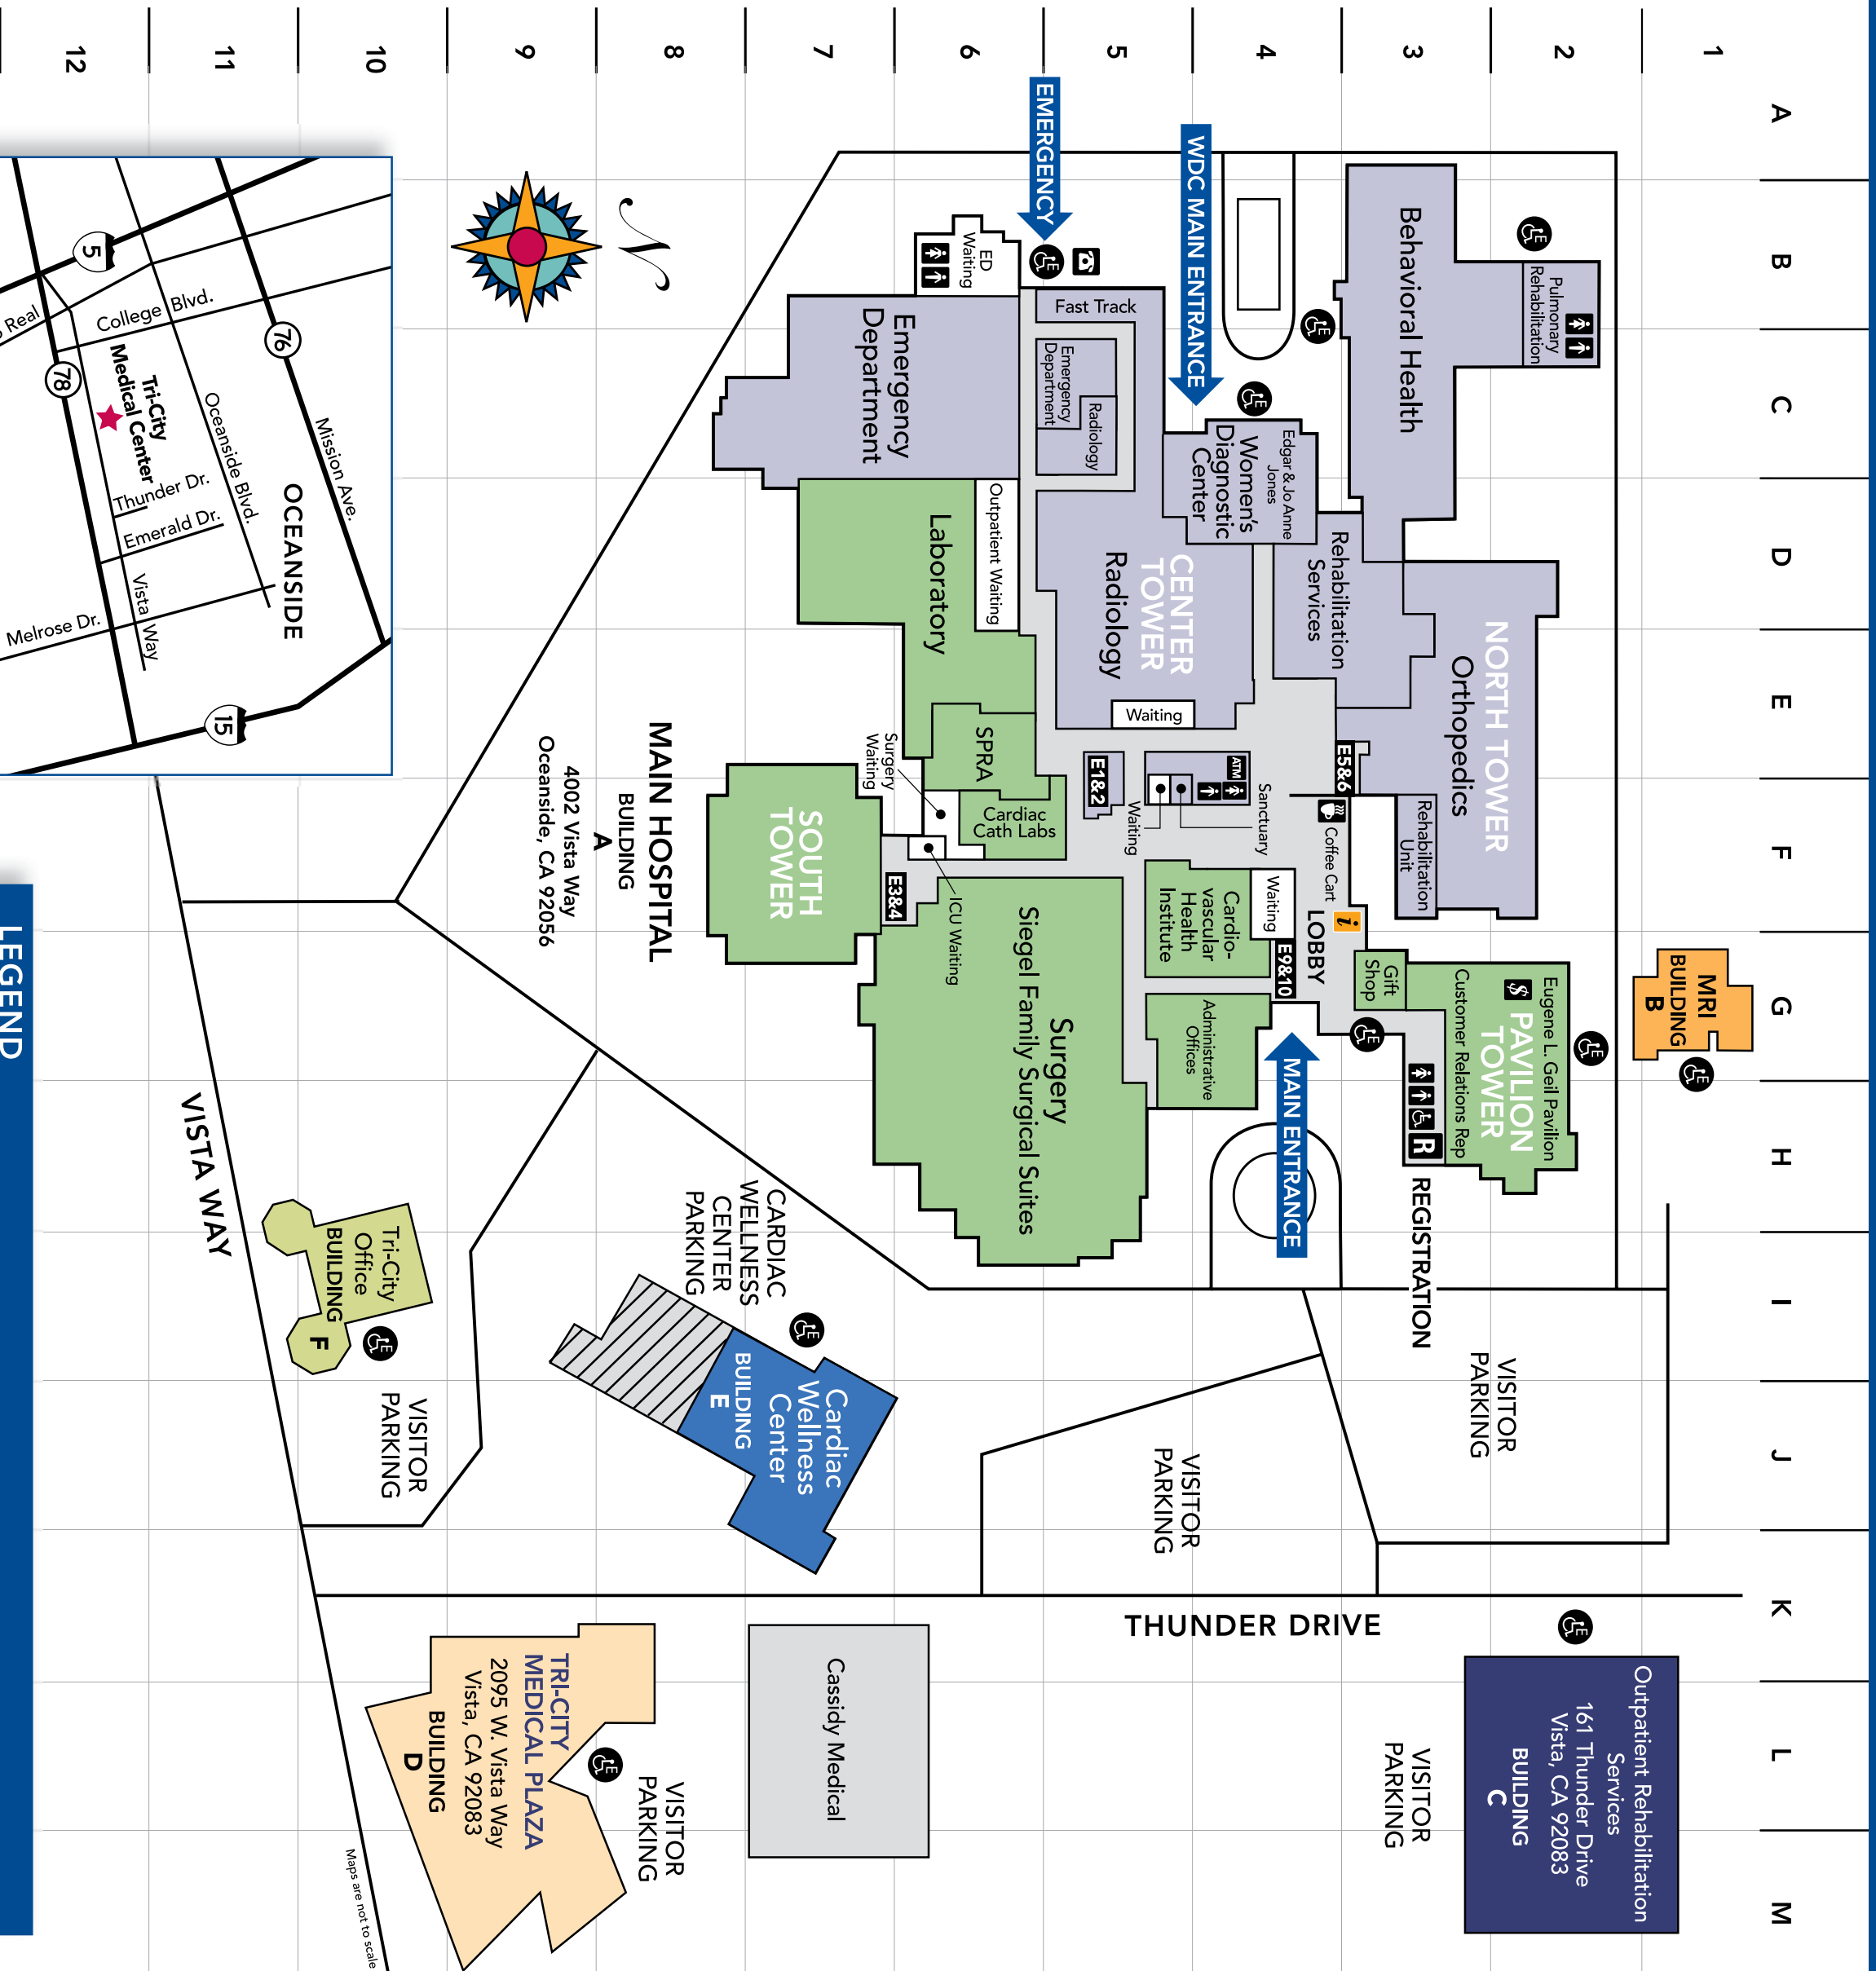 A
B
C
D
E
F
G
H
I
J
K
L
M
1
2
3
4
5
6
7
8
9
10
11
12
MRI
BUILDING
B
Pulmonary
Rehabilitation
Behavioral Health
NORTH TOWER
Orthopedics
Rehabilitation
Unit
Rehabilitation
Services
E5&6
Eugene L. Geil Pavilion
PAVILION
TOWER
$
Customer Relations Rep
R
REGISTRATION
Gift
Shop
i
LOBBY
Coffee Cart
E9&10
MAIN ENTRANCE
WDC MAIN ENTRANCE
Edgar & Jo Anne
Jones
Women's
Diagnostic
Center
CENTER
TOWER
Radiology
Waiting
ATM
Sanctuary
Waiting
E1&2
Waiting
Cardio-
vascular
Health
Institute
Administrative
Offices
EMERGENCY
Fast Track
Emergency
Department
Radiology
ED
Waiting
Emergency
Department
Outpatient Waiting
Laboratory
SPRA
Cardiac
Cath Labs
Surgery
Waiting
ICU Waiting
E3&4
Surgery
Siegel Family Surgical Suites
SOUTH
TOWER
MAIN HOSPITAL
BUILDING
A
4002 Vista Way
Oceanside, CA 92056
N
VISITOR
PARKING
VISITOR
PARKING
CARDIAC
WELLNESS
CENTER
PARKING
Cardiac
Wellness
Center
BUILDING
E
Tri-City
Office
BUILDING
F
VISITOR
PARKING
VISTA WAY
THUNDER DRIVE
Outpatient Rehabilitation
Services
161 Thunder Drive
Vista, CA 92083
BUILDING
C
VISITOR
PARKING
Cassidy Medical
VISITOR
PARKING
TRI-CITY
MEDICAL PLAZA
2095 W. Vista Way
Vista, CA 92083
BUILDING
D
Maps are not to scale
Mission Ave.
OCEANSIDE
76
Oceanside Blvd.
College Blvd.
Tri-City
Medical Center
Thunder Dr.
Emerald Dr.
Vista Way
Melrose Dr.
Real
5
78
15
LEGEND
E
E
E
E
E
E
E
E
E
E
E